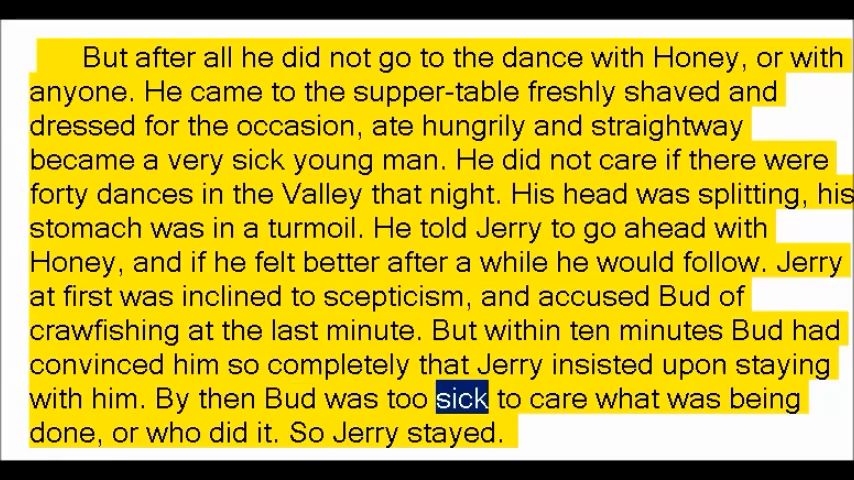 But after all he did not go to the dance with Honey, or with
anyone. He came to the supper-table freshly shaved and
dressed for the occasion, ate hungrily and straightway
became a very sick young man. He did not care if there were
forty dances in the Valley that night. His head was splitting, his
stomach was in a turmoil. He told Jerry to go ahead with
Honey, and if he felt better after a while he would follow. Jerry
at first was inclined to scepticism, and accused Bud of
crawfishing at the last minute. But within ten minutes Bud had
convinced him so completely that Jerry insisted upon staying
with him. By then Bud was too sick to care what was being
done, or who did it. So Jerry stayed.